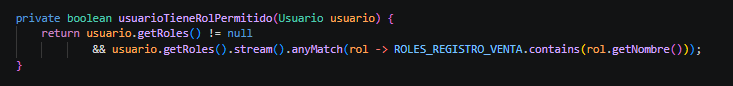 private boolean usuarioTieneRolPermitido(Usuario usuario) {
    return usuario.getRoles() != null
            && usuario.getRoles().stream().anyMatch(rol -> ROLES_REGISTRO_VENTA.contains(rol.getNombre()));
}